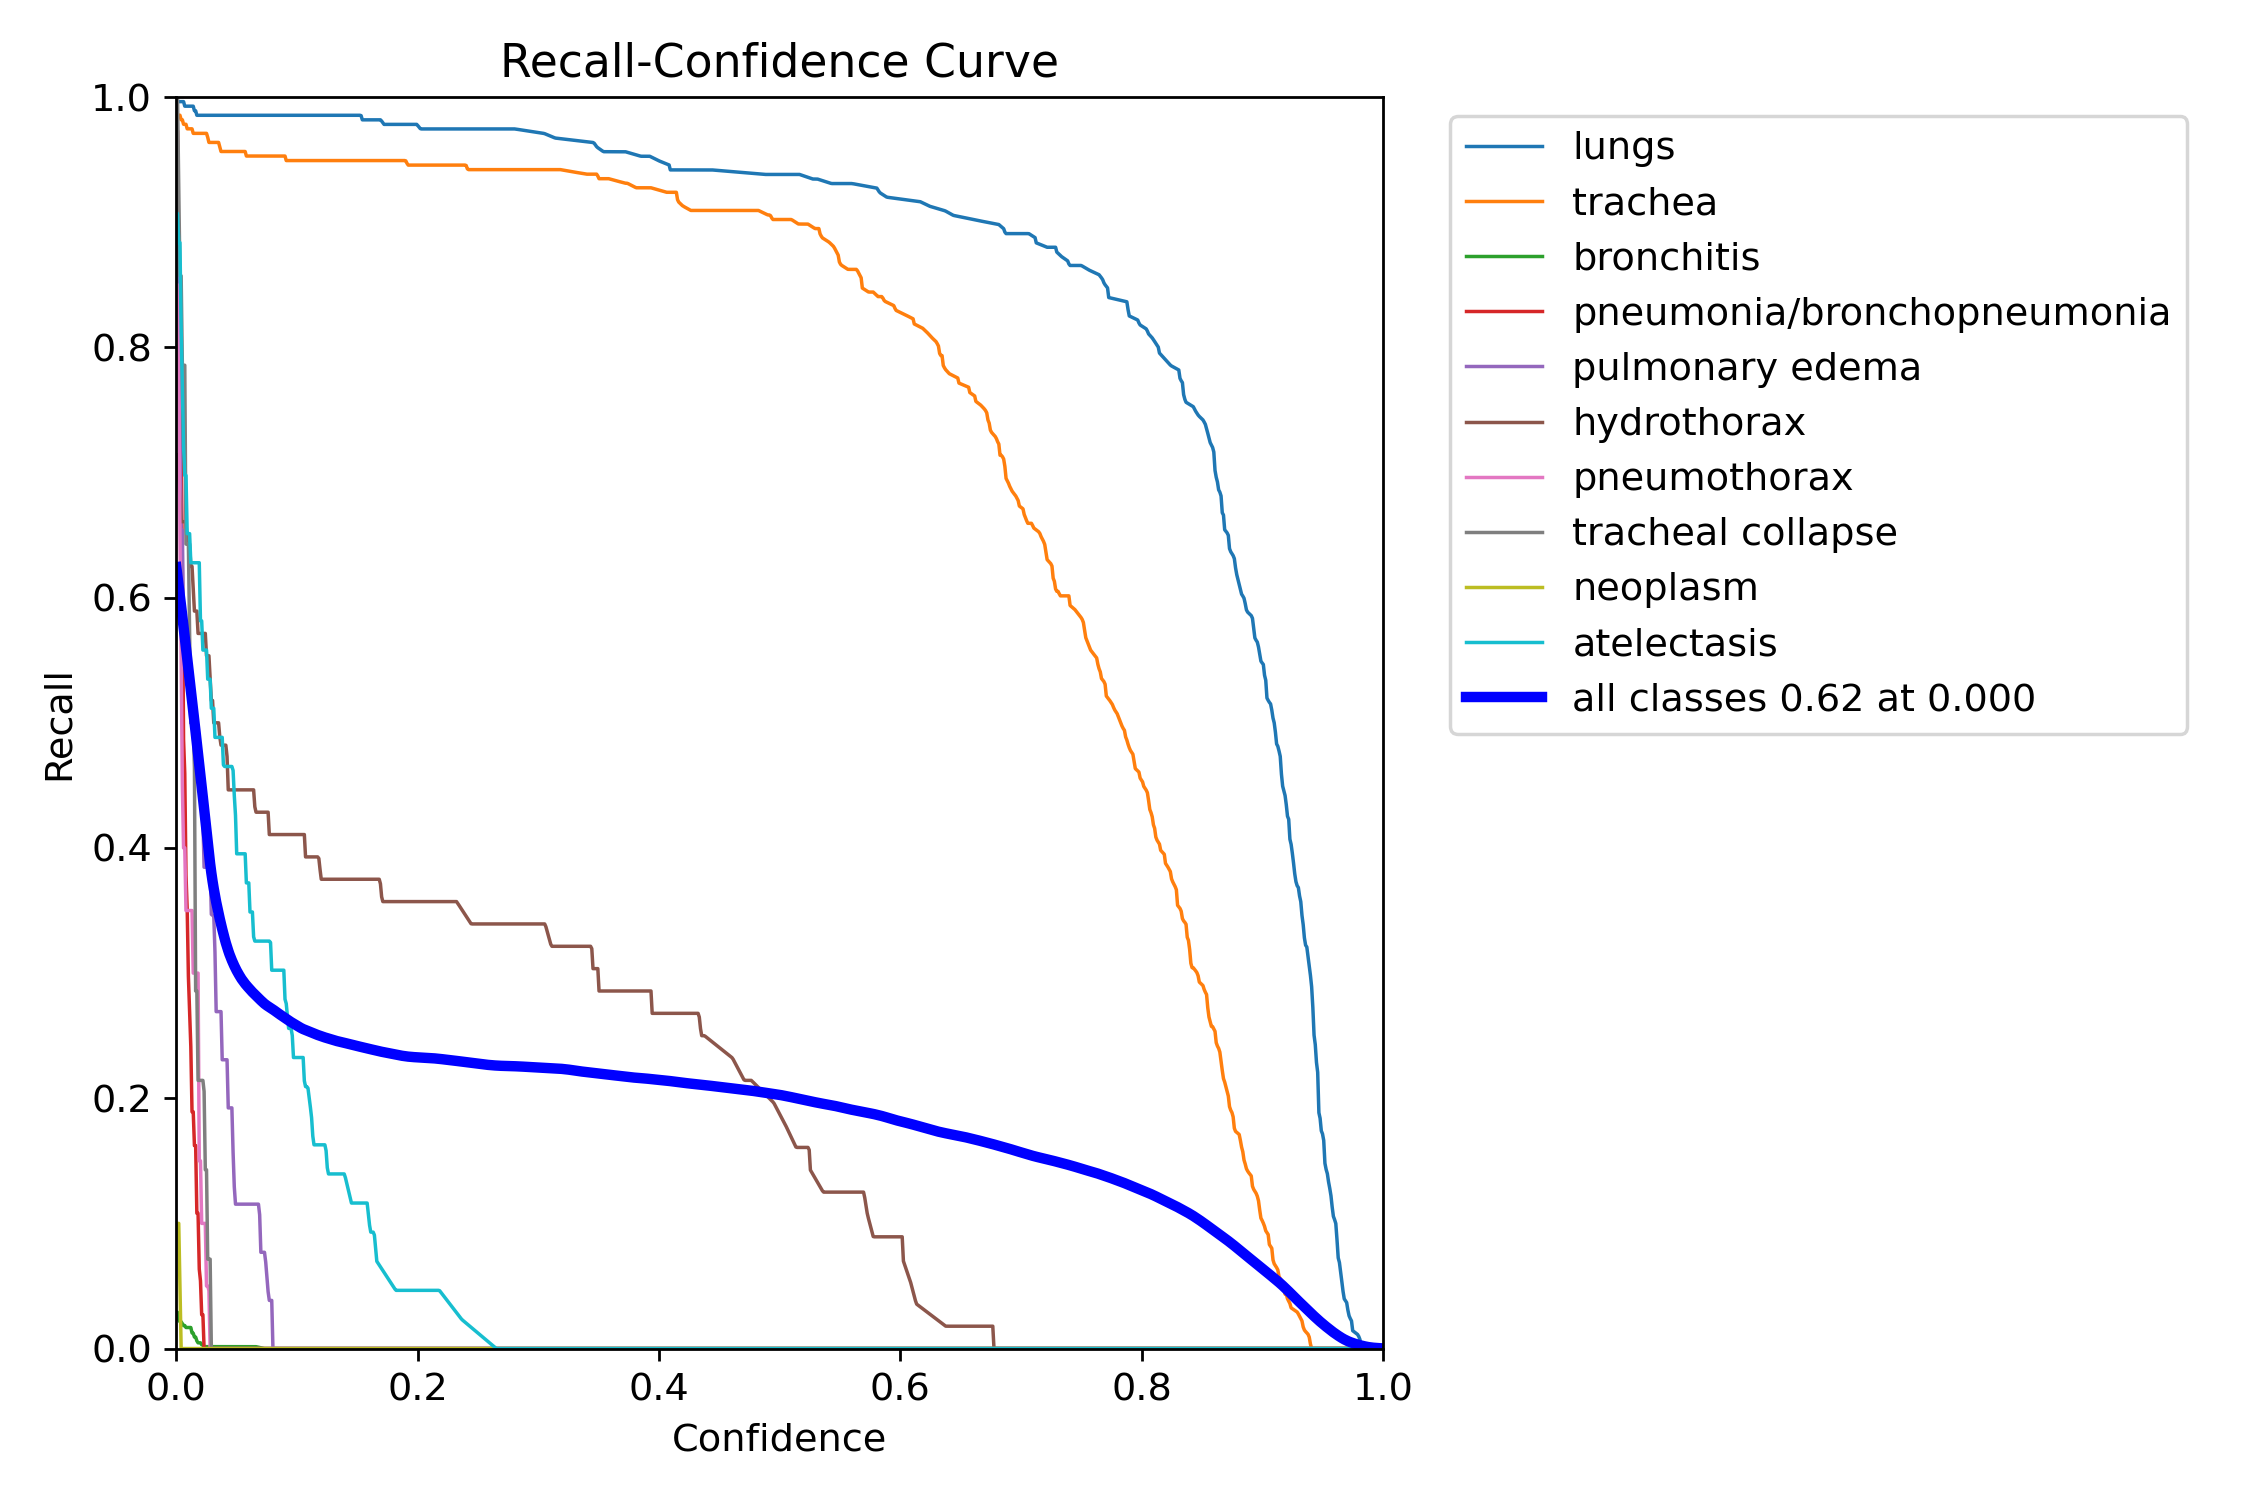 Recall-Confidence Curve
1.0
0.8
0.6
0.4
0.2
0.0
Recall
0.0 0.2 0.4 0.6 0.8 1.0
Confidence
lungs
trachea
bronchitis
pneumonia/bronchopneumonia
pulmonary edema
hydrothorax
pneumothorax
tracheal collapse
neoplasm
atelectasis
all classes 0.62 at 0.000